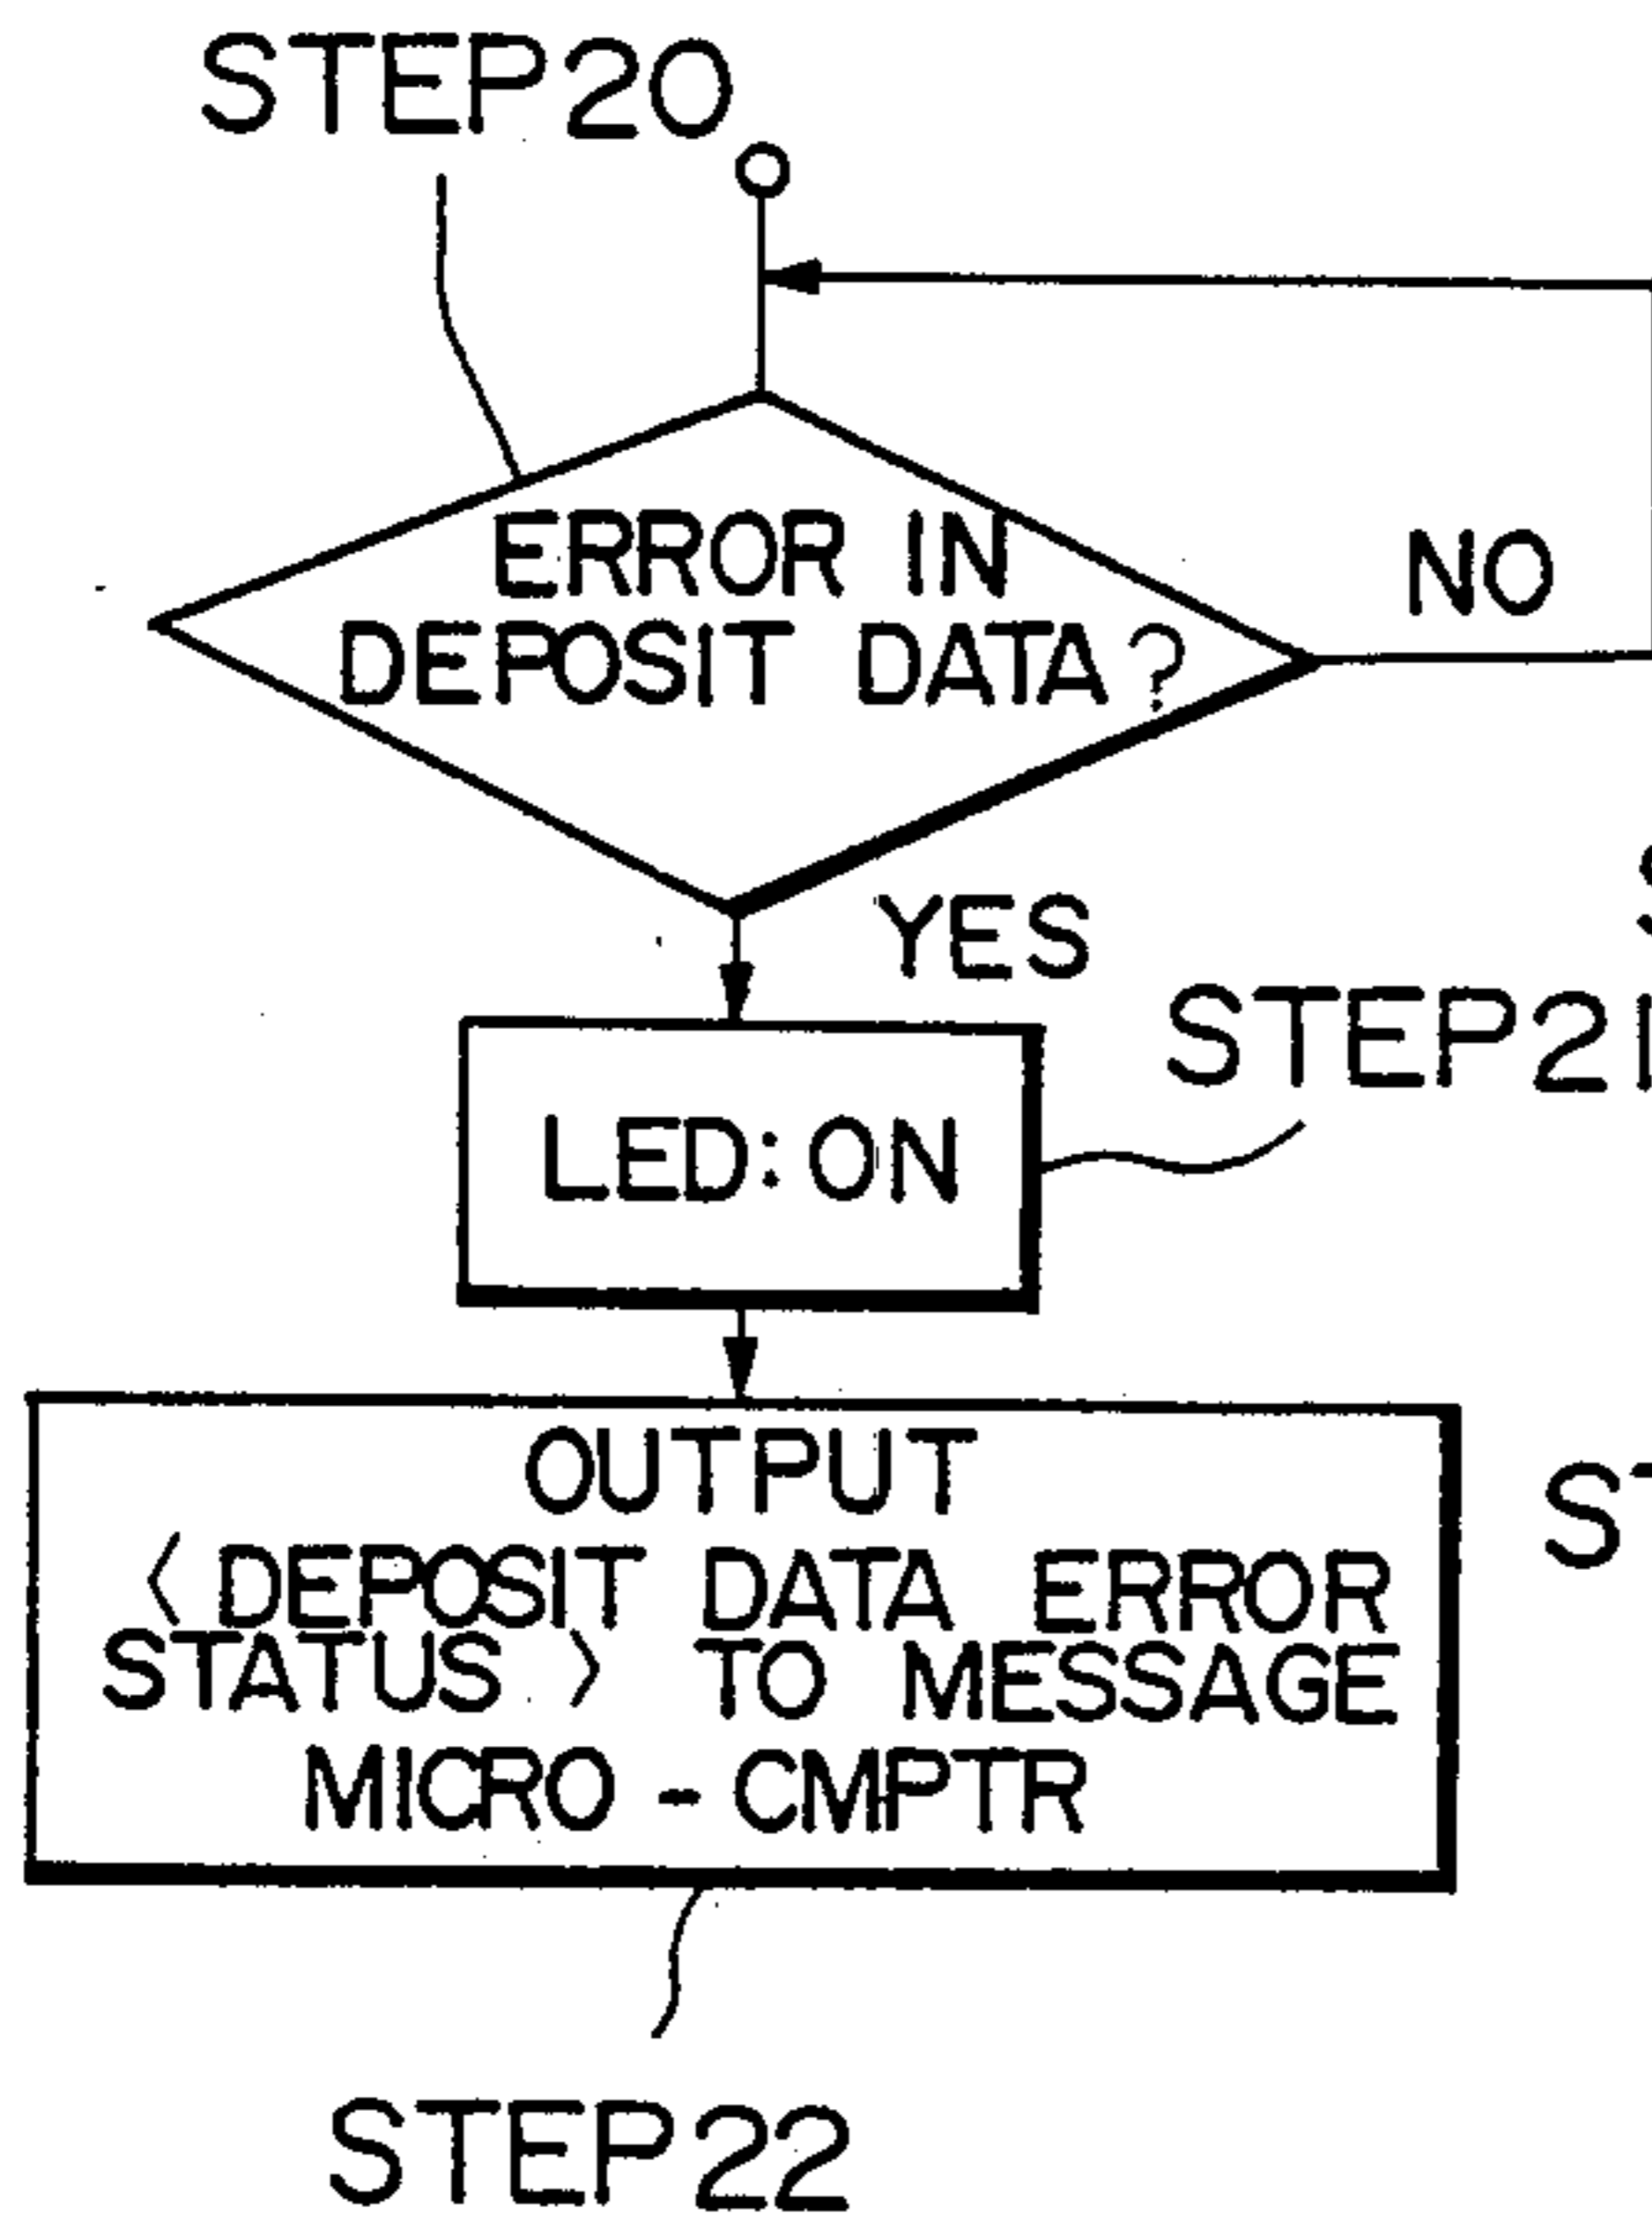 STEP20
ERROR IN
DEPOSIT DATA?
NO
YES
STEP21
LED:ON
OUTPUT
〈DEPOSIT DATA ERROR
STATUS〉 TO MESSAGE
MICRO-CMPTR
STEP22